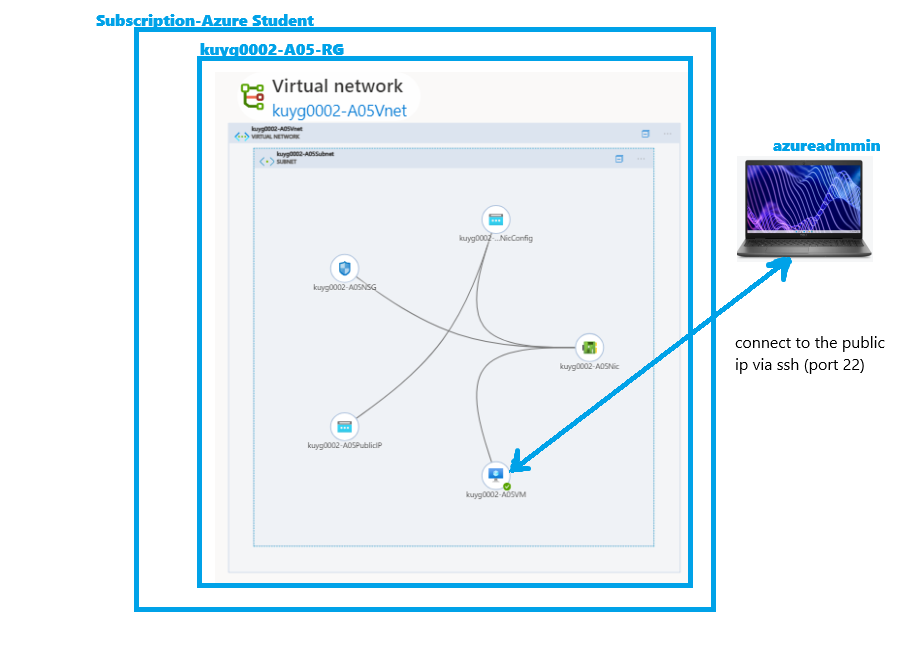 Subscription-Azure Student
kuyg0002-A05-RG
Virtual network
kuyg0002-A05Vnet
kuyg0002-A05Vnet
VIRTUAL NETWORK
kuyg0002-A05Subnet
SUBNET
azureadmmin
kuyg0002-...NicConfig
kuyg0002-A05NSG
kuyg0002-A05Nic
connect to the public
ip via ssh (port 22)
kuyg0002-A05PublicIP
kuyg0002-A05VM